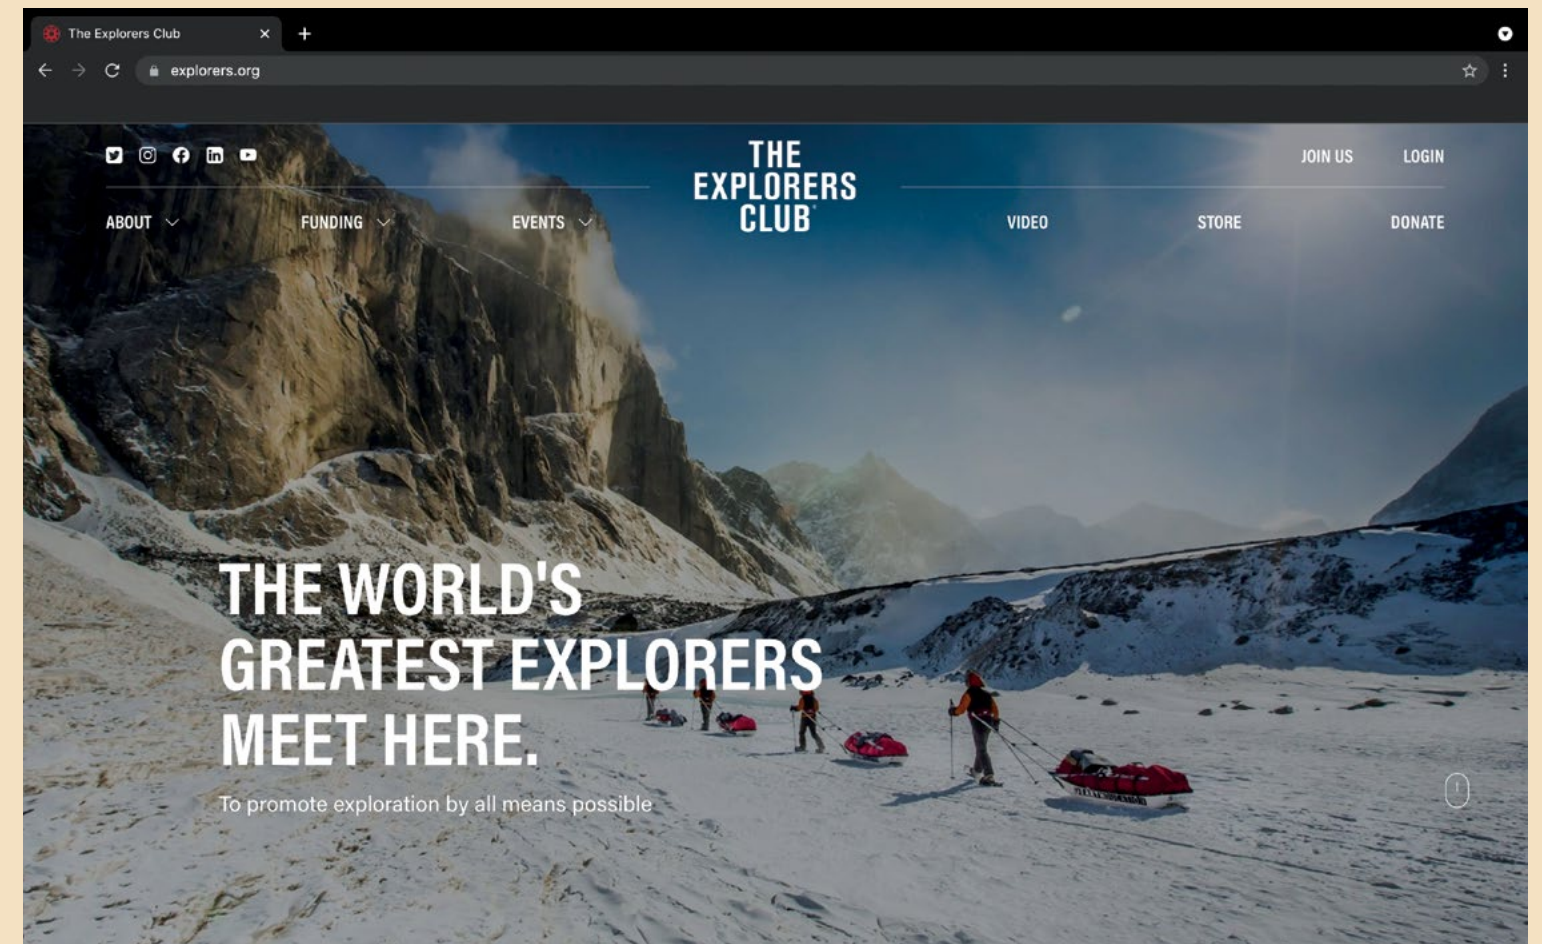 The Explorers Club
explorers.org
JOIN US LOGIN
THE
EXPLORERS
CLUB
ABOUT FUNDING EVENTS VIDEO STORE DONATE
THE WORLD'S
GREATEST EXPLORERS
MEET HERE.
To promote exploration by all means possible